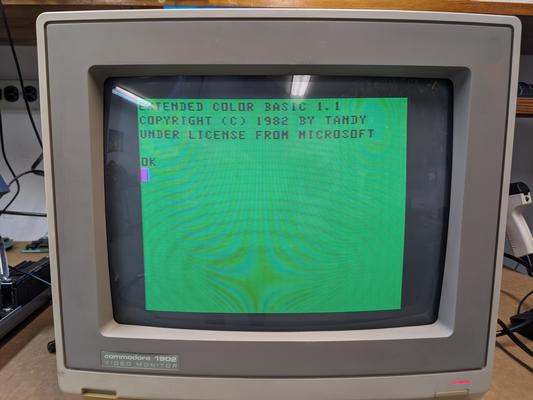 EXTENDED COLOR BASIC 1.1
COPYRIGHT (C) 1982 BY TANDY
UNDER LICENSE FROM MICROSOFT
OK
commodore 1902
VIDEO MONITOR